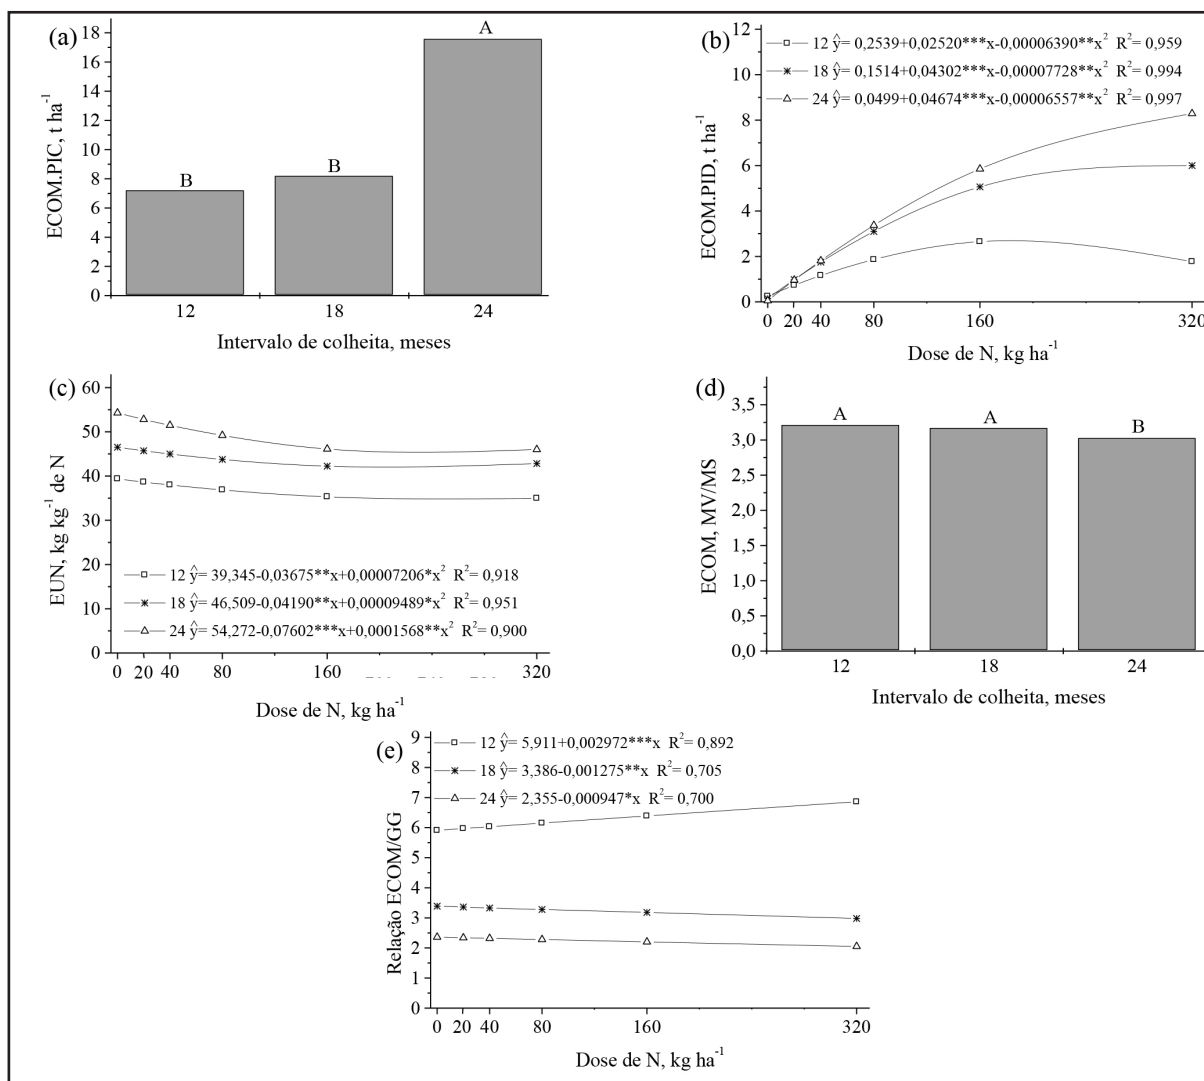 (a)
ECOM.PIC, t ha⁻¹
18
16
14
12
10
8
6
4
2
0
B
B
A
12 18 24
Intervalo de colheita, meses
(b)
ECOM.PID, t ha⁻¹
12
10
8
6
4
2
0
12 ŷ= 0,2539+0,02520***x-0,00006390**x² R²= 0,959
18 ŷ= 0,1514+0,04302***x-0,00007728**x² R²= 0,994
24 ŷ= 0,0499+0,04674***x-0,00006557**x² R²= 0,997
0 20 40 80 160 320
Dose de N, kg ha⁻¹
(c)
EUN, kg kg⁻¹ de N
60
50
40
30
20
10
0
12 ŷ= 39,345-0,03675**x+0,00007206*x² R²= 0,918
18 ŷ= 46,509-0,04190**x+0,00009489*x² R²= 0,951
24 ŷ= 54,272-0,07602***x+0,0001568**x² R²= 0,900
0 20 40 80 160 320
Dose de N, kg ha⁻¹
(d)
ECOM, MV/MS
3,5
3,0
2,5
2,0
1,5
1,0
0,5
0,0
A
A
B
12 18 24
Intervalo de colheita, meses
(e)
Relação ECOM/GG
9
8
7
6
5
4
3
2
1
0
12 ŷ= 5,911+0,002972***x R²= 0,892
18 ŷ= 3,386-0,001275**x R²= 0,705
24 ŷ= 2,355-0,000947*x R²= 0,700
0 20 40 80 160 320
Dose de N, kg ha⁻¹